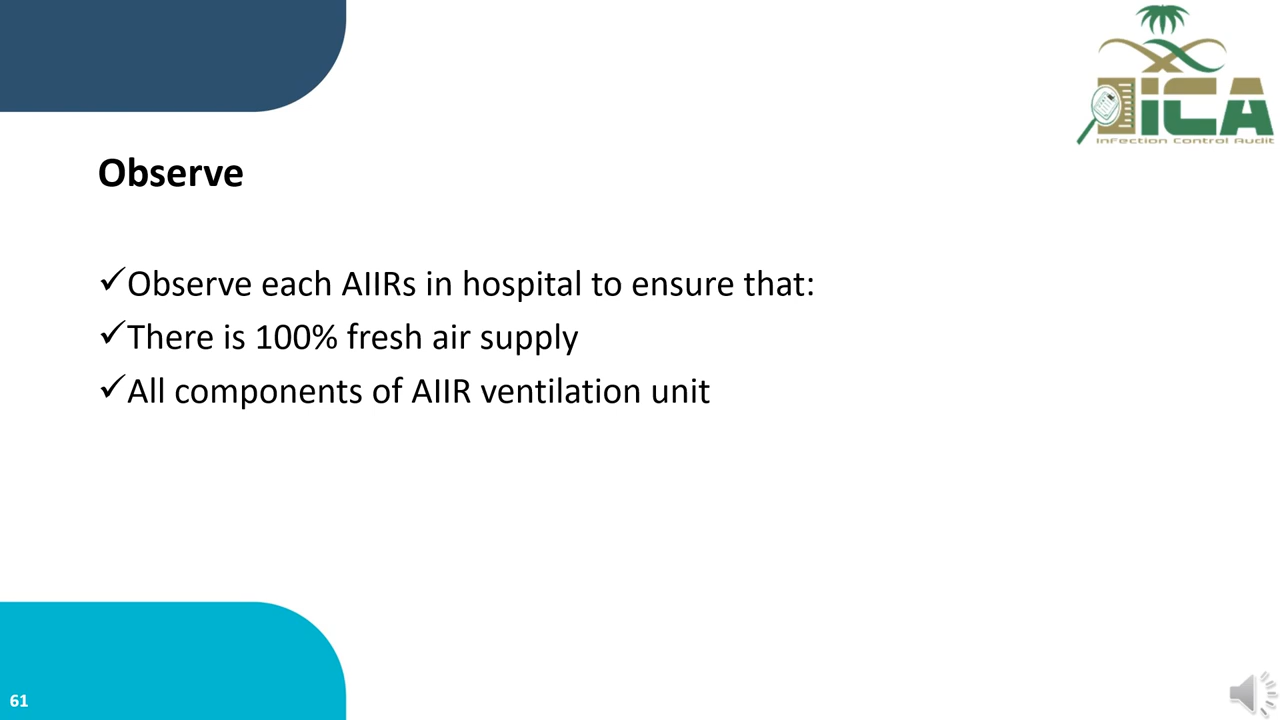 iCA
InFection Control Audit
Observe
✓Observe each AIIRs in hospital to ensure that:
✓There is 100% fresh air supply
✓All components of AIIR ventilation unit
61